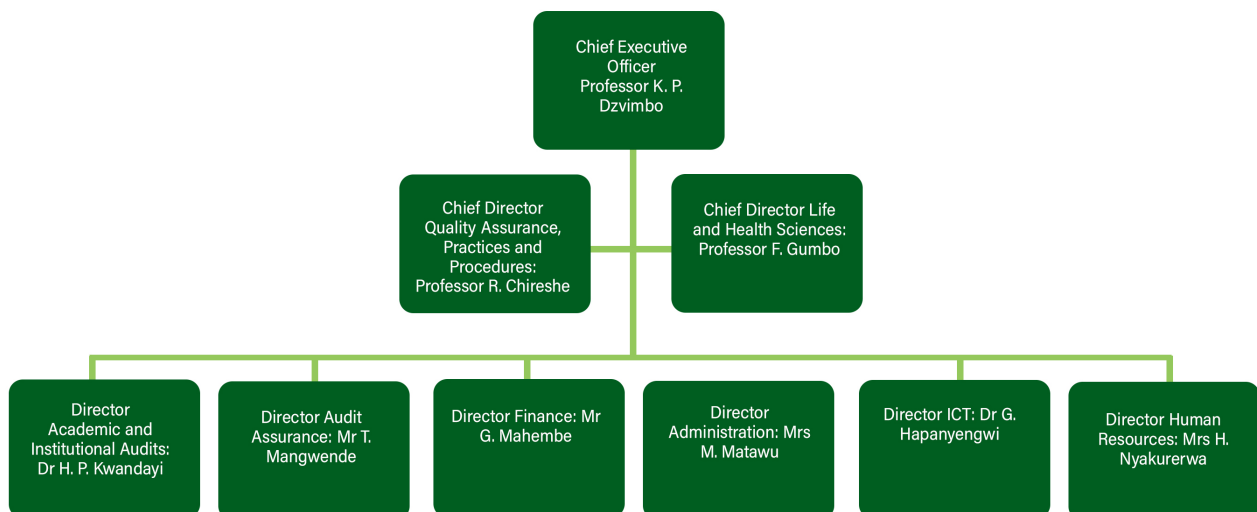 Chief Executive
Officer
Professor K. P.
Dzvimbo
Chief Director
Quality Assurance,
Practices and
Procedures:
Professor R. Chireshe
Chief Director Life
and Health Sciences:
Professor F. Gumbo
Director
Academic and
Institutional Audits:
Dr H. P. Kwandayi
Director Audit
Assurance: Mr T.
Mangwende
Director Finance: Mr
G. Mahembe
Director
Administration: Mrs
M. Matawu
Director ICT: Dr G.
Hapanyengwi
Director Human
Resources: Mrs H.
Nyakurerwa